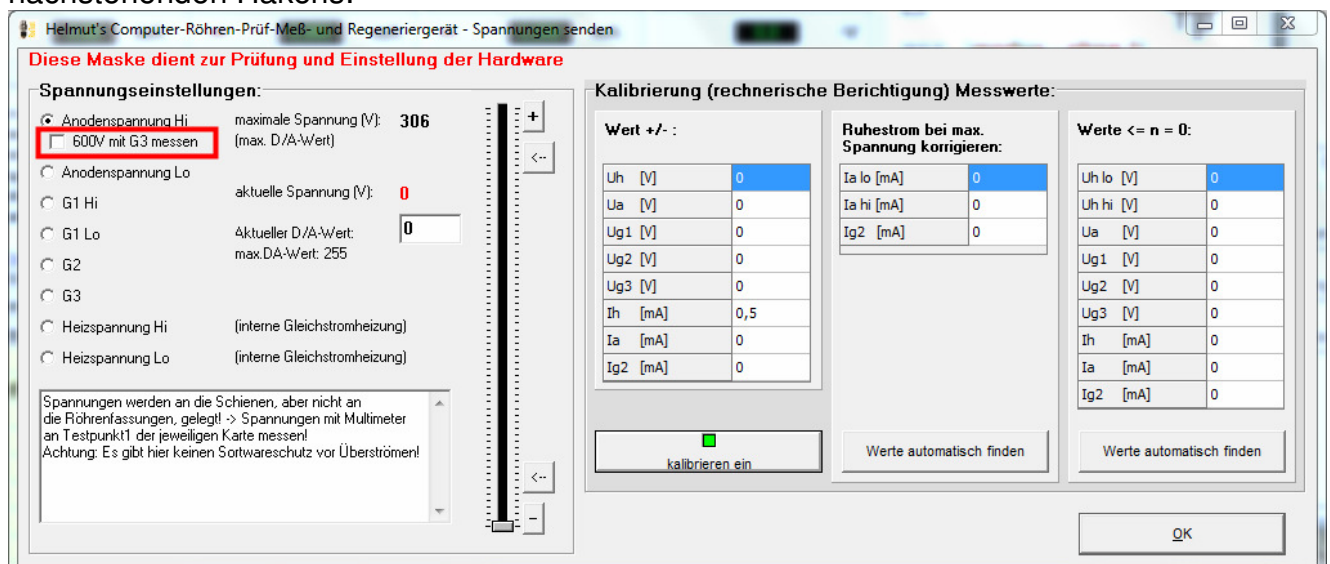 nachstehenden Hakens.
Helmut's Computer-Röhren-Prüf-Meß- und Regeneriergerät - Spannungen senden
Diese Maske dient zur Prüfung und Einstellung der Hardware
Spannungseinstellungen:
Anodenspannung Hi
maximale Spannung (V): 306
600V mit G3 messen
(max. D/A-Wert)
Anodenspannung Lo
aktuelle Spannung (V): 0
G1 Hi
G1 Lo
Aktueller D/A-Wert: 0
max.DA-Wert: 255
G2
G3
Heizspannung Hi (interne Gleichstromheizung)
Heizspannung Lo (interne Gleichstromheizung)
Spannungen werden an die Schienen, aber nicht an
die Röhrenfassungen, gelegt! -> Spannungen mit Multimeter
an Testpunkt1 der jeweiligen Karte messen!
Achtung: Es gibt hier keinen Sortwareschutz vor Überströmen!
+
<--
<--
-
Kalibrierung (rechnerische Berichtigung) Messwerte:
Wert +/- :
Uh [V] 0
Ua [V] 0
Ug1 [V] 0
Ug2 [V] 0
Ug3 [V] 0
Ih [mA] 0,5
Ia [mA] 0
Ig2 [mA] 0
kalibrieren ein
Ruhestrom bei max.
Spannung korrigieren:
Ia lo [mA] 0
Ia hi [mA] 0
Ig2 [mA] 0
Werte automatisch finden
Werte <= n = 0:
Uh lo [V] 0
Uh hi [V] 0
Ua [V] 0
Ug1 [V] 0
Ug2 [V] 0
Ug3 [V] 0
Ih [mA] 0
Ia [mA] 0
Ig2 [mA] 0
Werte automatisch finden
OK